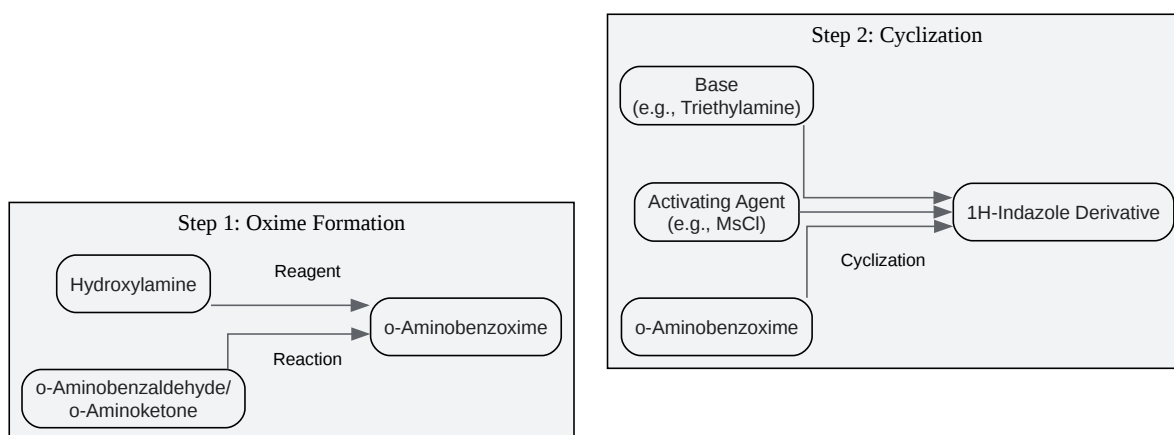 Step 1: Oxime Formation
Hydroxylamine
Reagent
o-Aminobenzoxime
Reaction
o-Aminobenzaldehyde/
o-Aminoketone
Step 2: Cyclization
Base
(e.g., Triethylamine)
Activating Agent
(e.g., MsCl)
1H-Indazole Derivative
Cyclization
o-Aminobenzoxime